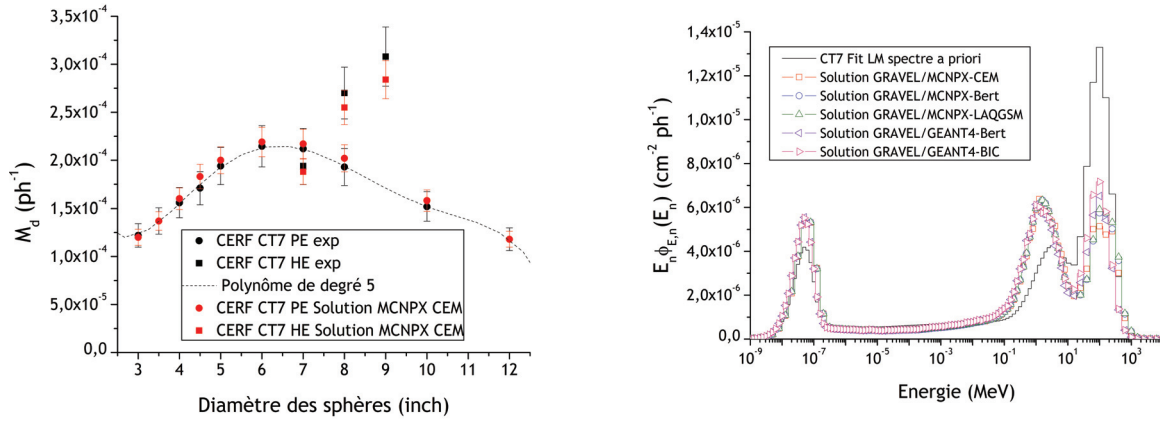 3,5x10⁻⁴
3,0x10⁻⁴
2,5x10⁻⁴
2,0x10⁻⁴
1,5x10⁻⁴
1,0x10⁻⁴
5,0x10⁻⁵
0,0
M_d (ph⁻¹)
CERF CT7 PE exp
CERF CT7 HE exp
Polynôme de degré 5
CERF CT7 PE Solution MCNPX CEM
CERF CT7 HE Solution MCNPX CEM
3 4 5 6 7 8 9 10 11 12
Diamètre des sphères (inch)
1,4x10⁻⁵
1,2x10⁻⁵
1,0x10⁻⁵
8,0x10⁻⁶
6,0x10⁻⁶
4,0x10⁻⁶
2,0x10⁻⁶
0,0
E_nϕ_E,n(E_n) (cm⁻² ph⁻¹)
CT7 Fit LM spectre a priori
Solution GRAVEL/MCNPX-CEM
Solution GRAVEL/MCNPX-Bert
Solution GRAVEL/MCNPX-LAQGSM
Solution GRAVEL/GEANT4-Bert
Solution GRAVEL/GEANT4-BIC
10⁻⁹ 10⁻⁷ 10⁻⁵ 10⁻³ 10⁻¹ 10¹ 10³
Energie (MeV)